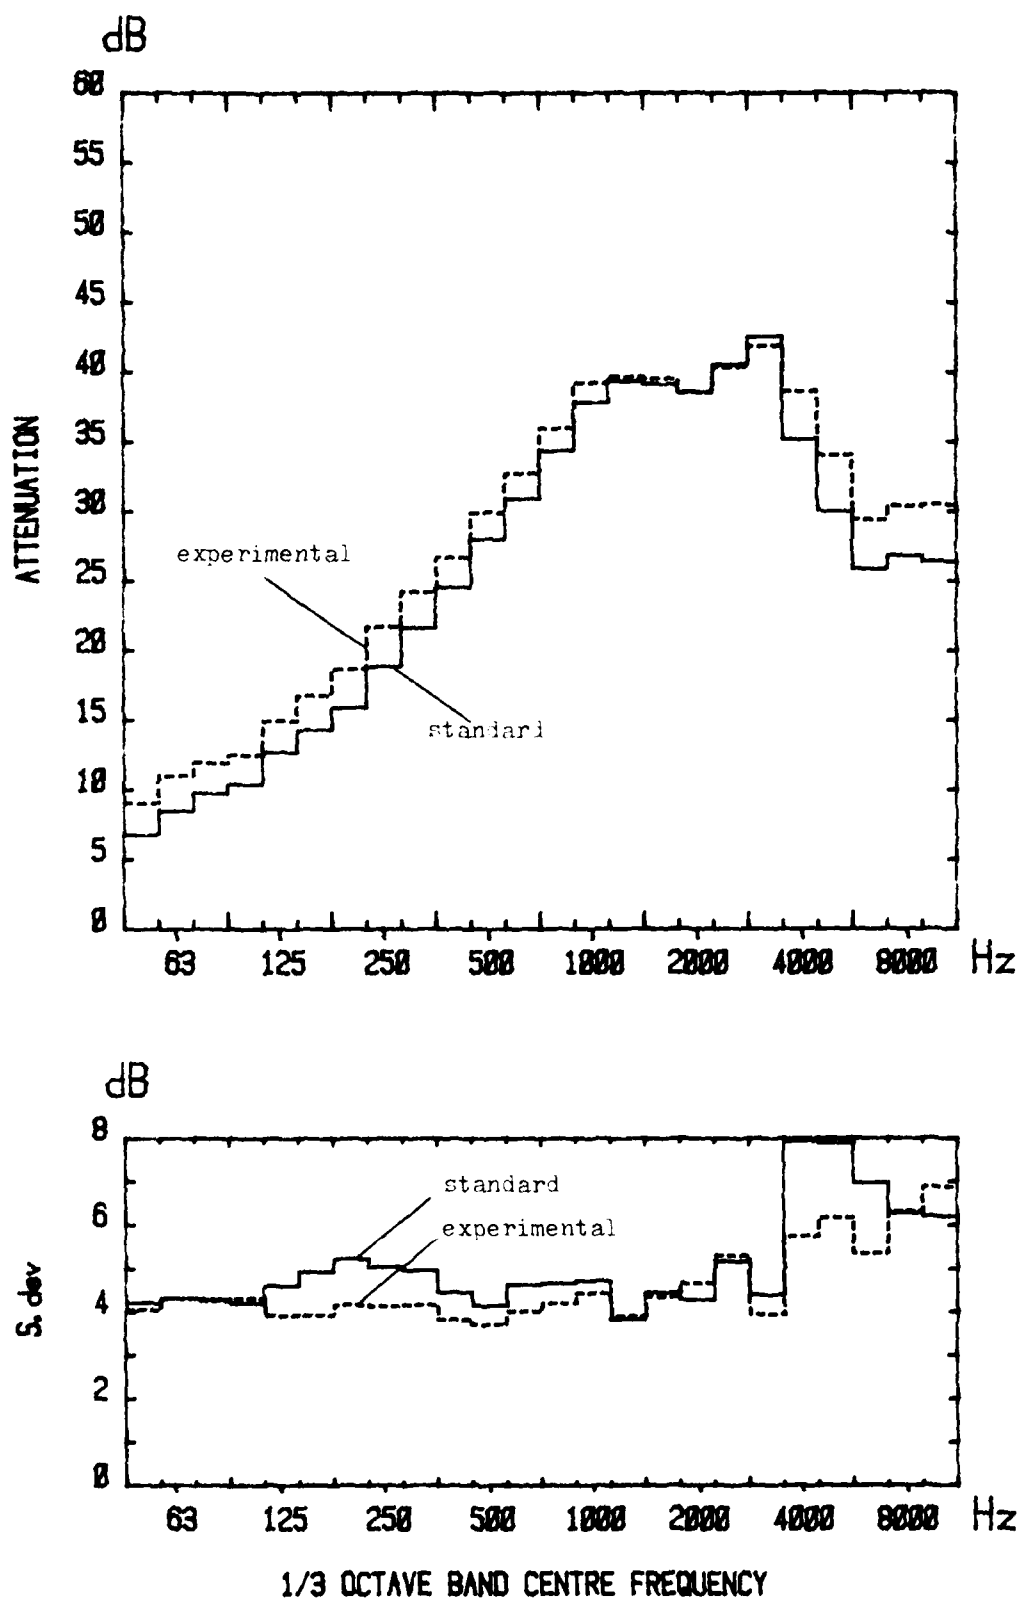 dB
60
55
50
45
40
35
30
25
20
15
10
5
0
ATTENUATION
experimental
standard
63 125 250 500 1000 2000 4000 8000 Hz
dB
8
6
4
2
0
S. dev
standard
experimental
63 125 250 500 1000 2000 4000 8000 Hz
1/3 OCTAVE BAND CENTRE FREQUENCY